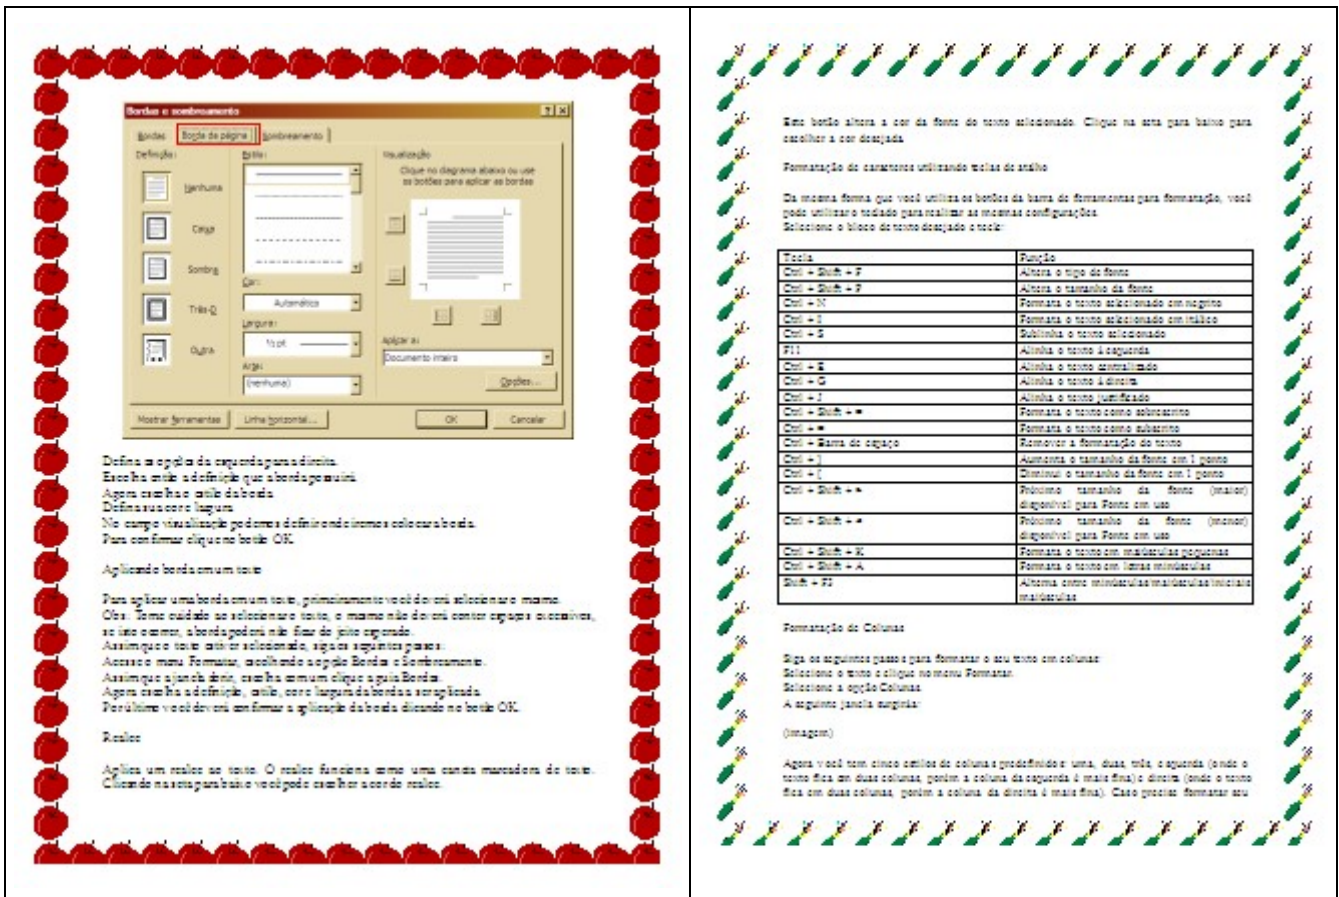 Bordas e sombreamento
Bordas
Borda de página
Sombreamento
Definição:
Nenhuma
Caixa
Sombra
Três-D
Outra
Estilo:
Cor:
Automático
Largura:
½ pt
Arte:
(nenhuma)
Visualização
Clique no diagrama abaixo ou use
os botões para aplicar as bordas
Aplicar a:
Documento inteiro
Opções...
Mostrar ferramentas
Linha horizontal...
OK
Cancelar
Defina as opções da esquerda para a direita.
Escolha então a definição que a borda possuirá.
Agora escolha o estilo da borda
Defina sua cor e largura
No campo visualização podemos definir onde iremos colocar a borda.
Para confirmar clique no botão OK.
Aplicando borda em um texto
Para aplicar uma borda em um texto, primeiramente você deverá selecionar o mesmo.
Obs. Tome cuidado ao selecionar o texto, o mesmo não deverá conter espaços excessivos,
se isto ocorrer, a borda poderá não ficar do jeito esperado.
Assim que o texto estiver selecionado, siga os seguintes passos.
Acesse o menu Formatar, escolhendo a opção Bordas e Sombreamento.
Assim que a janela abrir, escolha com um clique a guia Bordas.
Agora escolha a definição, estilo, cor e largura da borda a ser aplicada.
Por último você deverá confirmar a aplicação da borda clicando no botão OK.
Realce
Aplica um realce ao texto. O realce funciona como uma caneta marcadora de texto.
Clicando na seta para baixo você pode escolher a cor do realce.
Este botão altera a cor da fonte do texto selecionado. Clique na seta para baixo para
escolher a cor desejada.
Formatação de caracteres utilizando teclas de atalho
Da mesma forma que você utiliza os botões da barra de ferramentas para formatação, você
pode utilizar o teclado para realizar as mesmas configurações.
Selecione o bloco de texto desejado e tecle:
Tecla Função
Ctrl + Shift + F Altera o tipo de fonte
Ctrl + Shift + P Altera o tamanho da fonte
Ctrl + N Formata o texto selecionado em negrito
Ctrl + I Formata o texto selecionado em itálico
Ctrl + S Sublinha o texto selecionado
F11 Alinha o texto à esquerda
Ctrl + E Alinha o texto centralizado
Ctrl + G Alinha o texto à direita
Ctrl + J Alinha o texto justificado
Ctrl + Shift + = Formata o texto como sobrescrito
Ctrl + = Formata o texto como subscrito
Ctrl + Barra de espaço Remover a formatação do texto
Ctrl + ] Aumenta o tamanho da fonte em 1 ponto
Ctrl + [ Diminui o tamanho da fonte em 1 ponto
Ctrl + Shift + Próximo tamanho da fonte (maior)
disponível para Fonte em uso
Ctrl + Shift + Próximo tamanho da fonte (menor)
disponível para Fonte em uso
Ctrl + Shift + K Formata o texto em maiúsculas pequenas
Ctrl + Shift + A Formata o texto em letras minúsculas
Shift + F3 Alterna entre minúsculas/maiúsculas/iniciais
maiúsculas
Formatação de Colunas
Siga os seguintes passos para formatar o seu texto em colunas:
Selecione o texto e clique no menu Formatar.
Selecione a opção Colunas.
A seguinte janela surgirá:
(imagem)
Agora você tem cinco estilos de colunas predefinidos: uma, duas, três, esquerda (onde o
texto fica em duas colunas, porém a coluna da esquerda é mais fina) e direita (onde o texto
fica em duas colunas, porém a coluna da direita é mais fina). Caso precise formatar seu